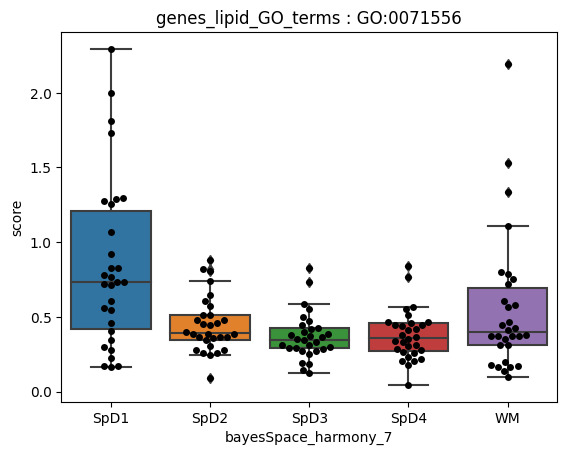 genes_lipid_GO_terms : GO:0071556
2.0
1.5
1.0
0.5
0.0
score
SpD1 SpD2 SpD3 SpD4 WM
bayesSpace_harmony_7